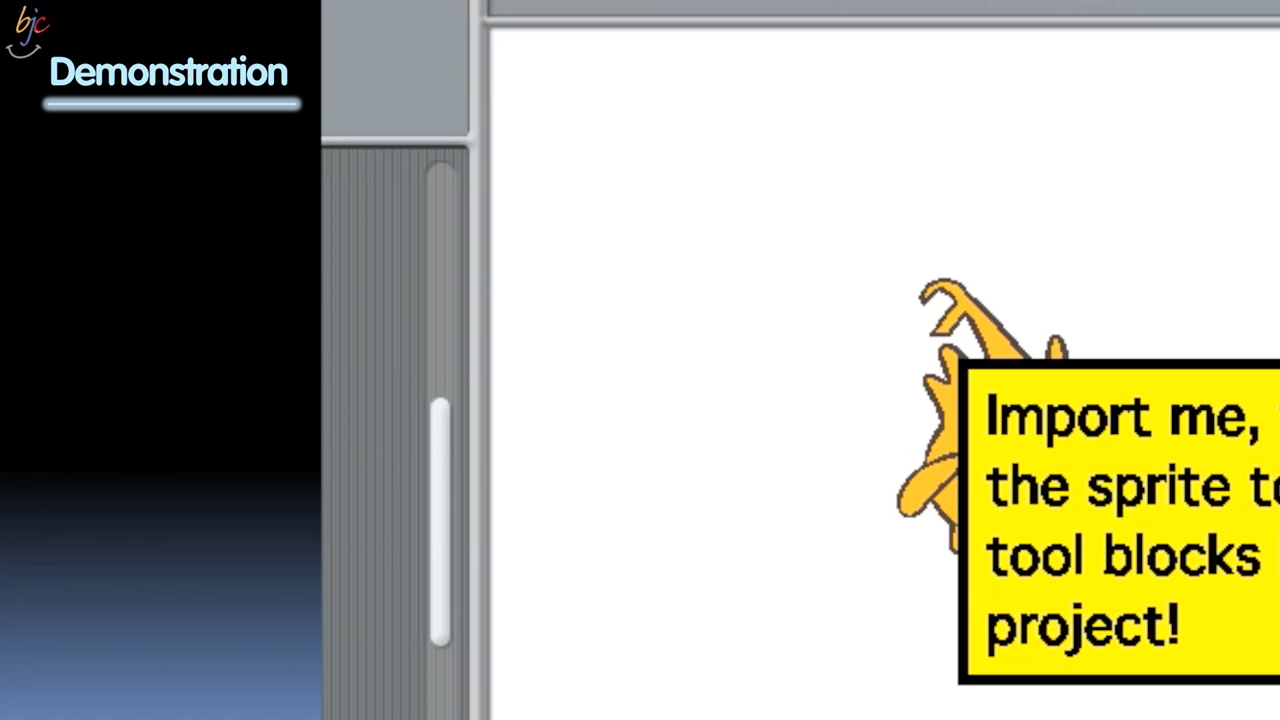 bjc
Demonstration
Import me,
the sprite
tool blocks
project!